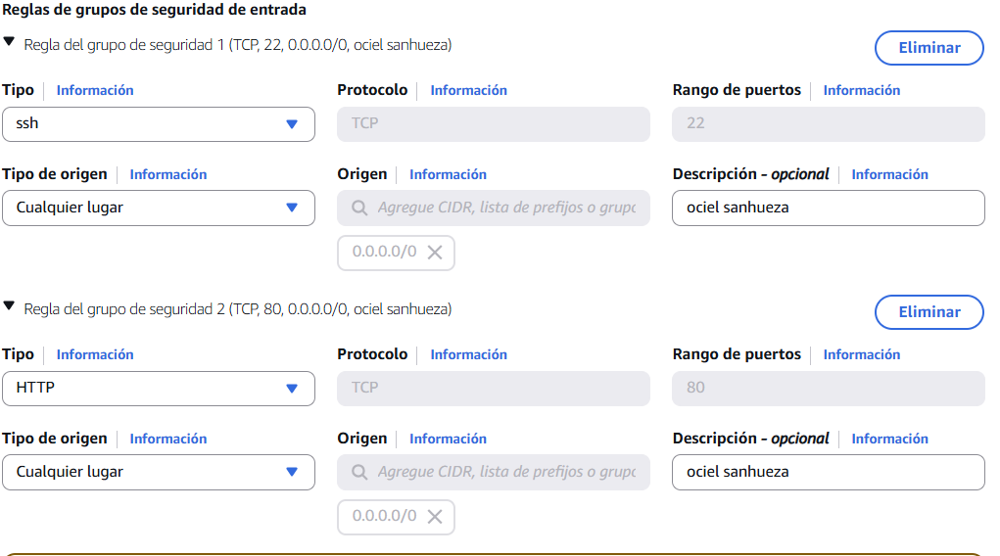 Reglas de grupos de seguridad de entrada
Regla del grupo de seguridad 1 (TCP, 22, 0.0.0.0/0, ociel sanhueza)
Eliminar
Tipo Información Protocolo Información Rango de puertos Información
ssh TCP 22
Tipo de origen Información Origen Información Descripción - opcional Información
Cualquier lugar Agregue CIDR, lista de prefijos o grupo ociel sanhueza
0.0.0.0/0
Regla del grupo de seguridad 2 (TCP, 80, 0.0.0.0/0, ociel sanhueza)
Eliminar
Tipo Información Protocolo Información Rango de puertos Información
HTTP TCP 80
Tipo de origen Información Origen Información Descripción - opcional Información
Cualquier lugar Agregue CIDR, lista de prefijos o grupo ociel sanhueza
0.0.0.0/0